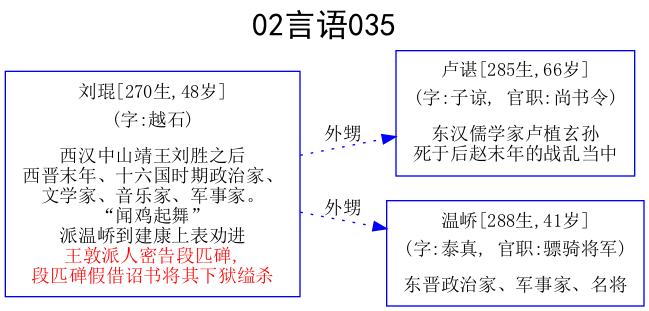 02言语035
刘琨[270生,48岁]
(字:越石)
西汉中山靖王刘胜之后
西晋末年、十六国时期政治家、
文学家、音乐家、军事家。
“闻鸡起舞”
派温峤到建康上表劝进
王敦派人密告段匹磾,
段匹磾假借诏书将其下狱缢杀
外甥
卢谌[285生,66岁]
(字:子谅, 官职:尚书令)
东汉儒学家卢植玄孙
死于后赵末年的战乱当中
外甥
温峤[288生,41岁]
(字:泰真, 官职:骠骑将军)
东晋政治家、军事家、名将